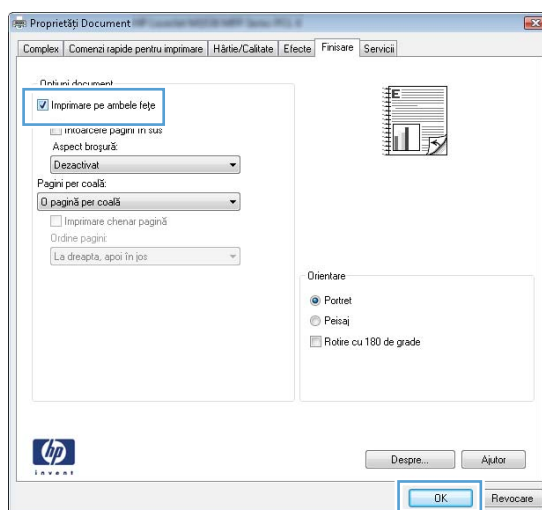 Proprietăți Document
Complex
Comenzi rapide pentru imprimare
Hârtie/Calitate
Efecte
Finisare
Servicii
Opțiuni document
Imprimare pe ambele fețe
Întoarcere pagini în sus
Aspect broșură:
Dezactivat
Pagini per coală:
O pagină per coală
Imprimare chenar pagină
Ordine pagini:
La dreapta, apoi în jos
E
Orientare
Portret
Peisaj
Rotire cu 180 de grade
hp
invent
Despre...
Ajutor
OK
Revocare